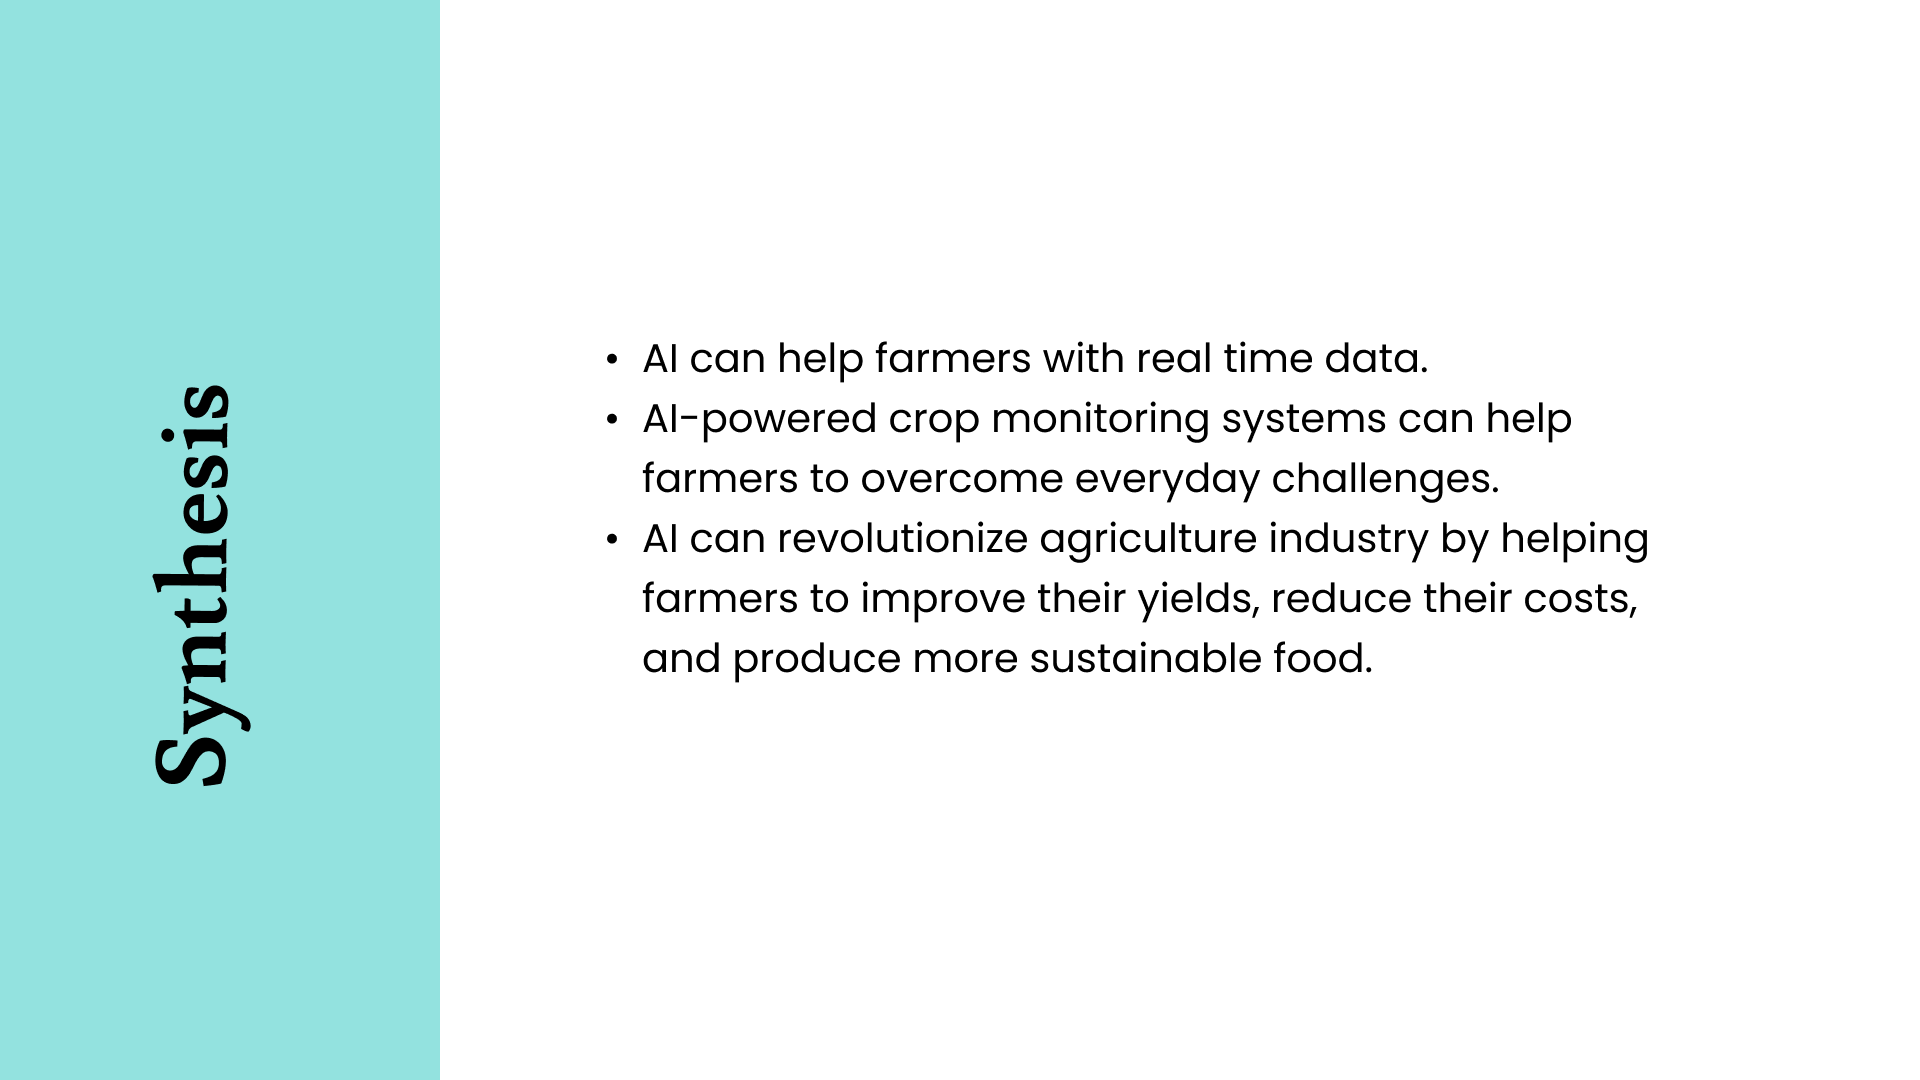 Synthesis
• AI can help farmers with real time data.
• AI-powered crop monitoring systems can help
farmers to overcome everyday challenges.
• AI can revolutionize agriculture industry by helping
farmers to improve their yields, reduce their costs,
and produce more sustainable food.